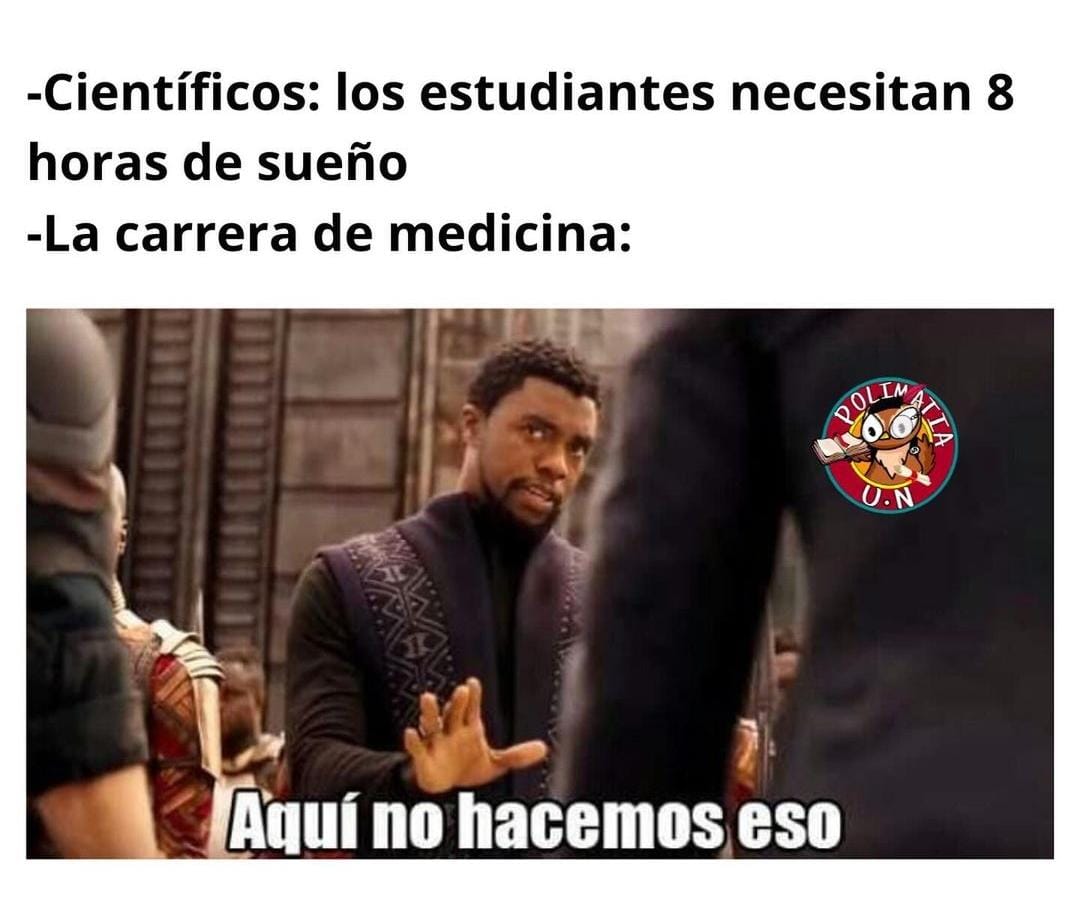 -Científicos: los estudiantes necesitan 8
horas de sueño
-La carrera de medicina:
POLIMATIA
U.N
Aquí no hacemos eso